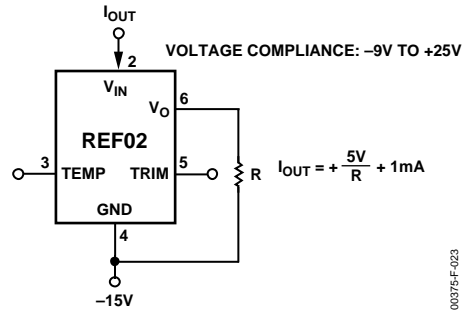 IOUT
VOLTAGE COMPLIANCE: –9V TO +25V
2
VIN
VO
6
REF02
3
TEMP
TRIM
5
R
IOUT = + 5V/R + 1mA
GND
4
–15V
00375-F-023